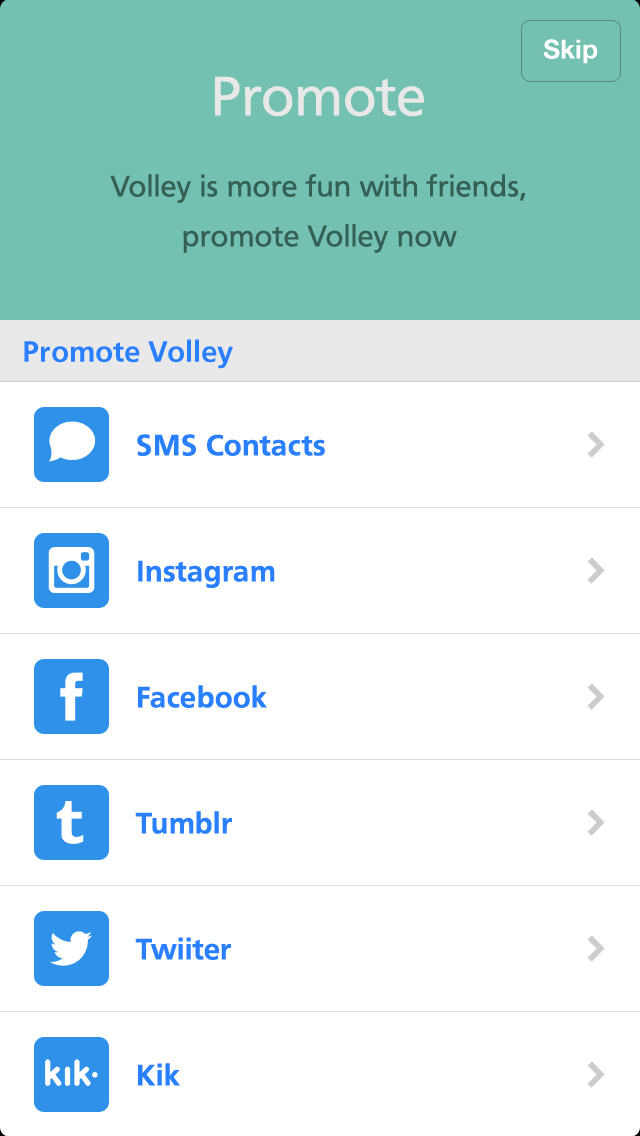 Skip
Promote
Volley is more fun with friends,
promote Volley now
Promote Volley
SMS Contacts
Instagram
f
Facebook
t
Tumblr
Twiiter
kik·
Kik